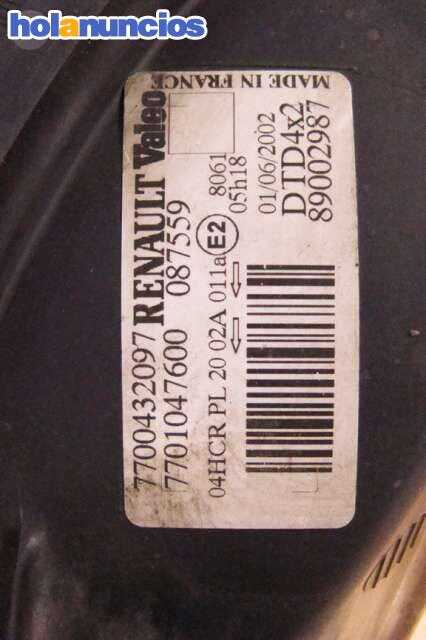 holanuncios
7700432097 RENAULT Valeo
7701047600 087559
04HCR PL 20 02A 011a E2 8061
05h18
01/06/2002
DTD4x2
89002987
MADE IN FRANCE